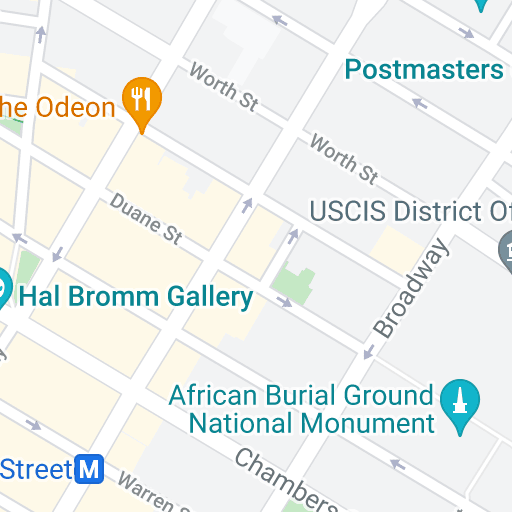 Postmasters
Worth St
he Odeon
Worth St
Duane St
USCIS District Of
Broadway
Hal Bromm Gallery
African Burial Ground
National Monument
Street M
Chambers
Warren S